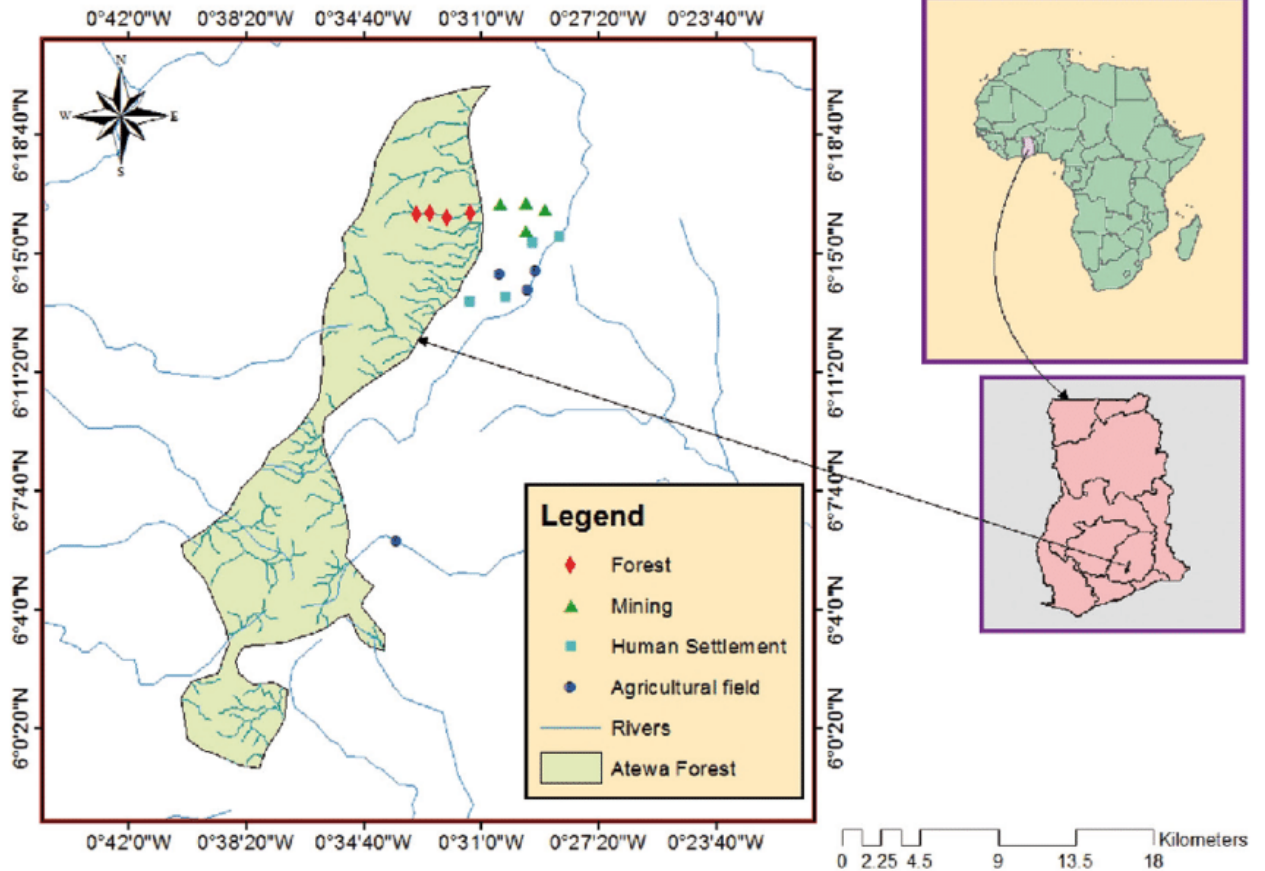 0°42'0"W 0°38'20"W 0°34'40"W 0°31'0"W 0°27'20"W 0°23'40"W
N
W E
S
6°18'40"N 6°18'40"N
6°15'0"N 6°15'0"N
6°11'20"N 6°11'20"N
6°7'40"N 6°7'40"N
6°4'0"N 6°4'0"N
6°0'20"N 6°0'20"N
Legend
Forest
Mining
Human Settlement
Agricultural field
Rivers
Atewa Forest
0°42'0"W 0°38'20"W 0°34'40"W 0°31'0"W 0°27'20"W 0°23'40"W
Kilometers
0 2.25 4.5 9 13.5 18